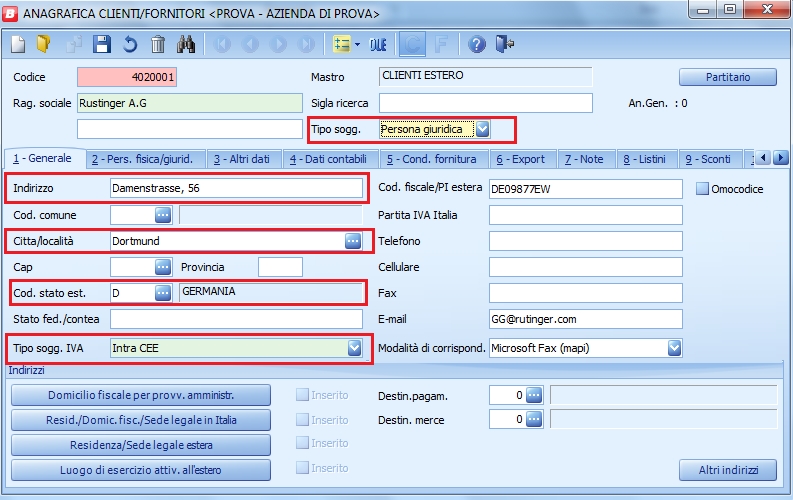 B ANAGRAFICA CLIENTI/FORNITORI <PROVA - AZIENDA DI PROVA>
OLE C F ?
Codice 4020001 Mastro CLIENTI ESTERO Partitario
Rag. sociale Rustinger A.G Sigla ricerca An.Gen. : 0
Tipo sogg. Persona giuridica
1 - Generale 2 - Pers. fisica/giurid. 3 - Altri dati 4 - Dati contabili 5 - Cond. fornitura 6 - Export 7 - Note 8 - Listini 9 - Sconti 1
Indirizzo Damenstrasse, 56 Cod. fiscale/PI estera DE09877EW Omocodice
Cod. comune ... Partita IVA Italia
Citta/località Dortmund ... Telefono
Cap ... Provincia Cellulare
Cod. stato est. D ... GERMANIA Fax
Stato fed./contea E-mail GG@rutinger.com
Tipo sogg. IVA Intra CEE Modalità di corrispond. Microsoft Fax (mapi)
Indirizzi
Domicilio fiscale per provv. amministr. Inserito Destin.pagam. 0 ...
Resid./Domic. fisc./Sede legale in Italia Inserito Destin. merce 0 ...
Residenza/Sede legale estera Inserito
Luogo di esercizio attiv. all'estero Inserito Altri indirizzi